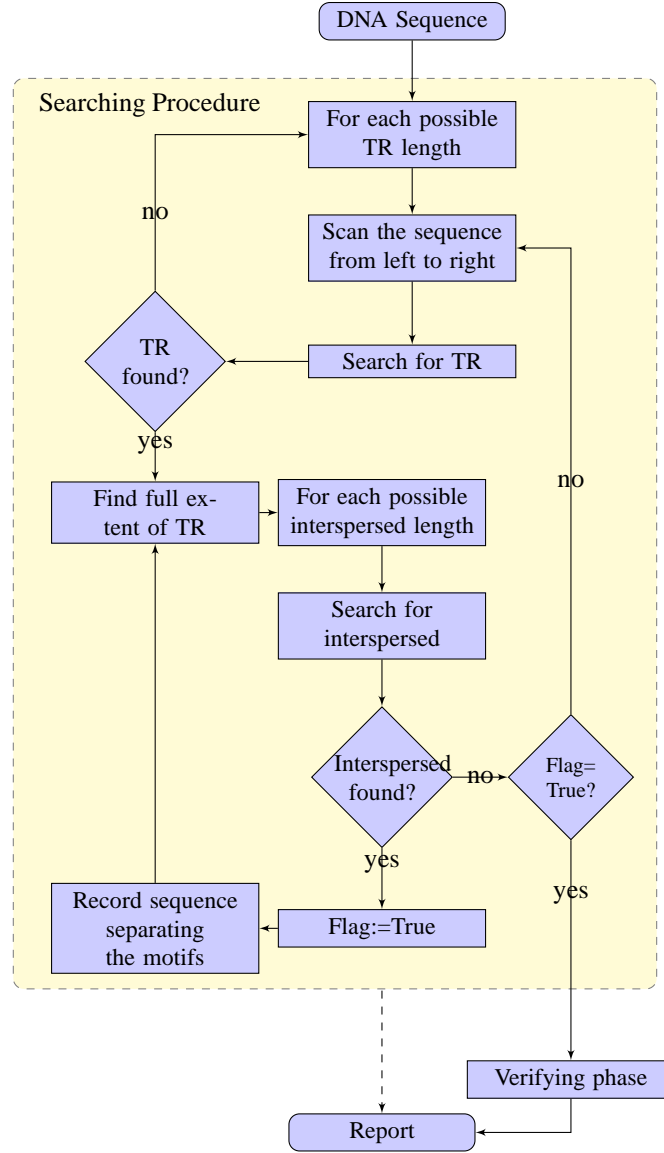 DNA Sequence
Searching Procedure
For each possible
TR length
no
Scan the sequence
from left to right
TR
found?
Search for TR
yes
Find full ex-
tent of TR
For each possible
interspersed length
no
Search for
interspersed
Interspersed
found?
no
Flag=
True?
yes
yes
Record sequence
separating
the motifs
Flag:=True
Verifying phase
Report